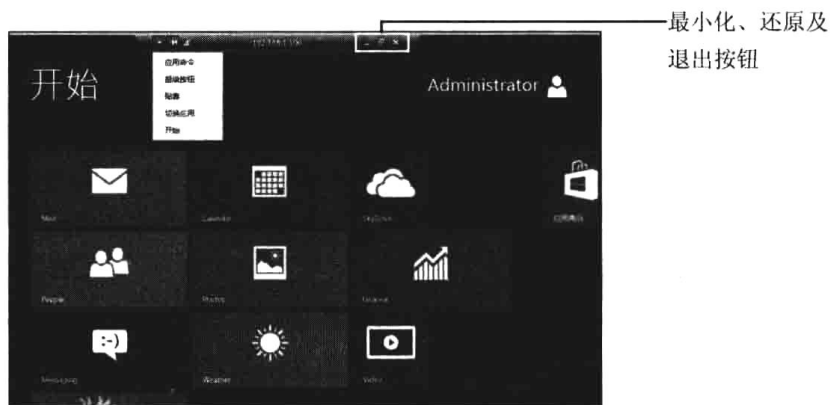 最小化、还原及
退出按钮
开始
Administrator
应用命令
超级按钮
贴靠
切换应用
开始
Mail
Calendar
SkyDrive
应用商店
People
Photos
Finance
Messaging
Weather
Video